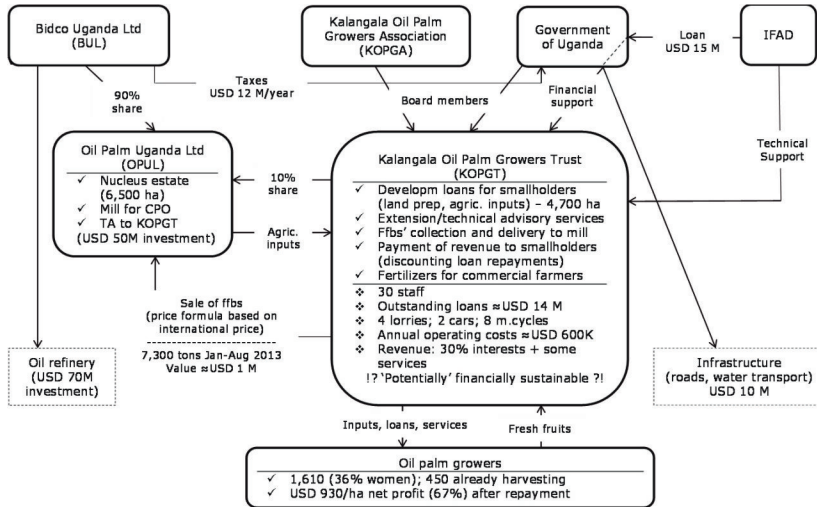 Bidco Uganda Ltd
(BUL)
Kalangala Oil Palm
Growers Association
(KOPGA)
Government
of Uganda
Loan
USD 15 M
IFAD
Taxes
USD 12 M/year
90%
share
Board members
Financial
support
Technical
Support
Oil Palm Uganda Ltd
(OPUL)
✓ Nucleus estate
(6,500 ha)
✓ Mill for CPO
✓ TA to KOPGT
(USD 50M investment)
10%
share
Agric.
inputs
Kalangala Oil Palm Growers Trust
(KOPGT)
✓ Developm loans for smallholders
(land prep, agric. inputs) – 4,700 ha
✓ Extension/technical advisory services
✓ Ffbs' collection and delivery to mill
✓ Payment of revenue to smallholders
(discounting loan repayments)
✓ Fertilizers for commercial farmers
❖ 30 staff
❖ Outstanding loans ≈USD 14 M
❖ 4 lorries; 2 cars; 8 m.cycles
❖ Annual operating costs ≈USD 600K
❖ Revenue: 30% interests + some
services
!? 'Potentially' financially sustainable ?!
Sale of ffbs
(price formula based on
international price)
7,300 tons Jan-Aug 2013
Value ≈USD 1 M
Oil refinery
(USD 70M
investment)
Infrastructure
(roads, water transport)
USD 10 M
Inputs, loans, services
Fresh fruits
Oil palm growers
✓ 1,610 (36% women); 450 already harvesting
✓ USD 930/ha net profit (67%) after repayment